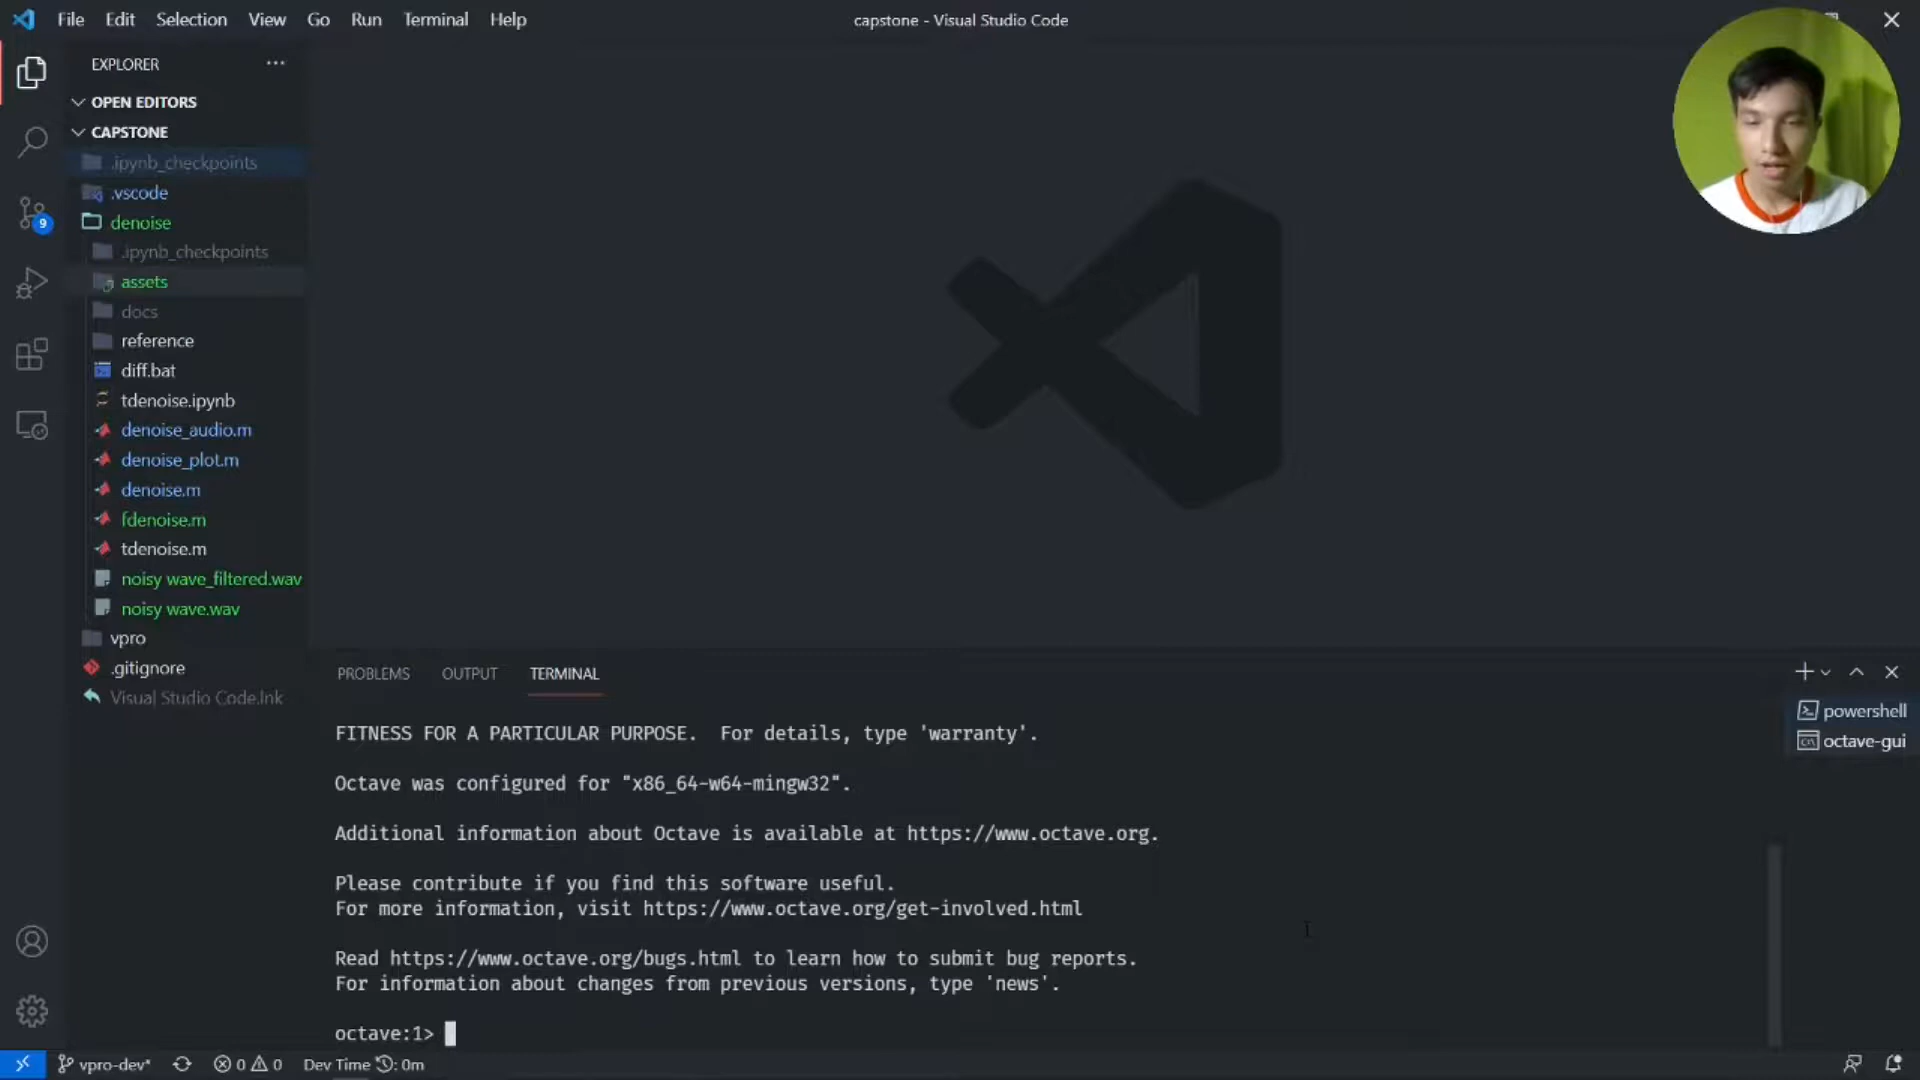 File Edit Selection View Go Run Terminal Help
capstone - Visual Studio Code
EXPLORER
OPEN EDITORS
CAPSTONE
.ipynb_checkpoints
.vscode
denoise
.ipynb_checkpoints
assets
docs
reference
diff.bat
tdenoise.ipynb
denoise_audio.m
denoise_plot.m
denoise.m
fdenoise.m
tdenoise.m
noisy wave_filtered.wav
noisy wave.wav
vpro
.gitignore
Visual Studio Code.lnk
9
PROBLEMS OUTPUT TERMINAL
powershell
octave-gui
FITNESS FOR A PARTICULAR PURPOSE.  For details, type 'warranty'.
Octave was configured for "x86_64-w64-mingw32".
Additional information about Octave is available at https://www.octave.org.
Please contribute if you find this software useful.
For more information, visit https://www.octave.org/get-involved.html
Read https://www.octave.org/bugs.html to learn how to submit bug reports.
For information about changes from previous versions, type 'news'.
octave:1>
vpro-dev* 0 0 Dev Time : 0m